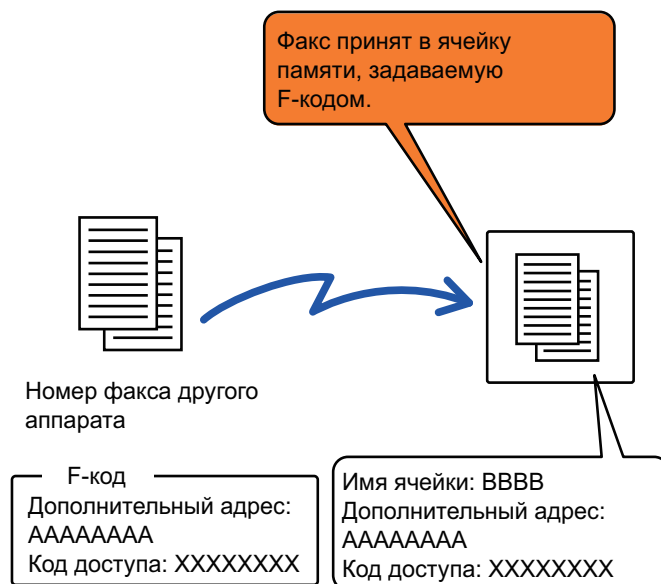 Факс принят в ячейку
памяти, задаваемую
F-кодом.
Номер факса другого
аппарата
F-код
Дополнительный адрес:
AAAAAAAA
Код доступа: XXXXXXXX
Имя ячейки: BBBB
Дополнительный адрес:
AAAAAAAA
Код доступа: XXXXXXXX